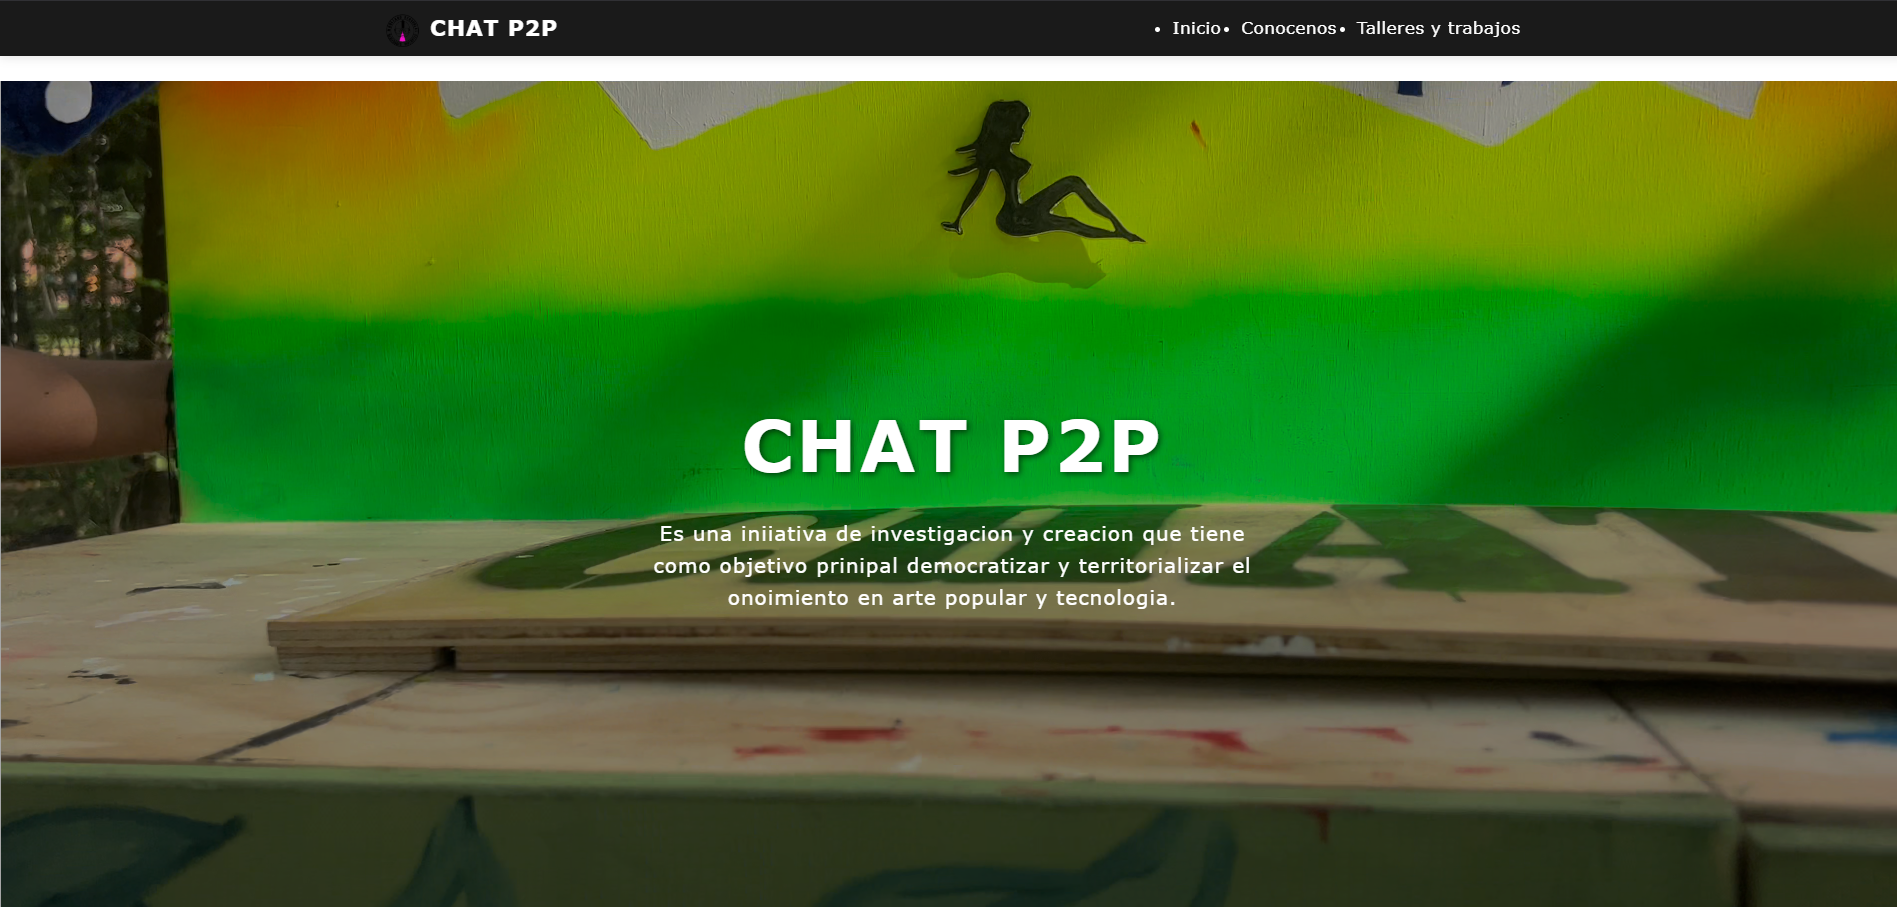 CHAT P2P
• Inicio • Conocenos • Talleres y trabajos
CHAT P2P
Es una iniiativa de investigacion y creacion que tiene
como objetivo prinipal democratizar y territorializar el
onoimiento en arte popular y tecnologia.
CHAT